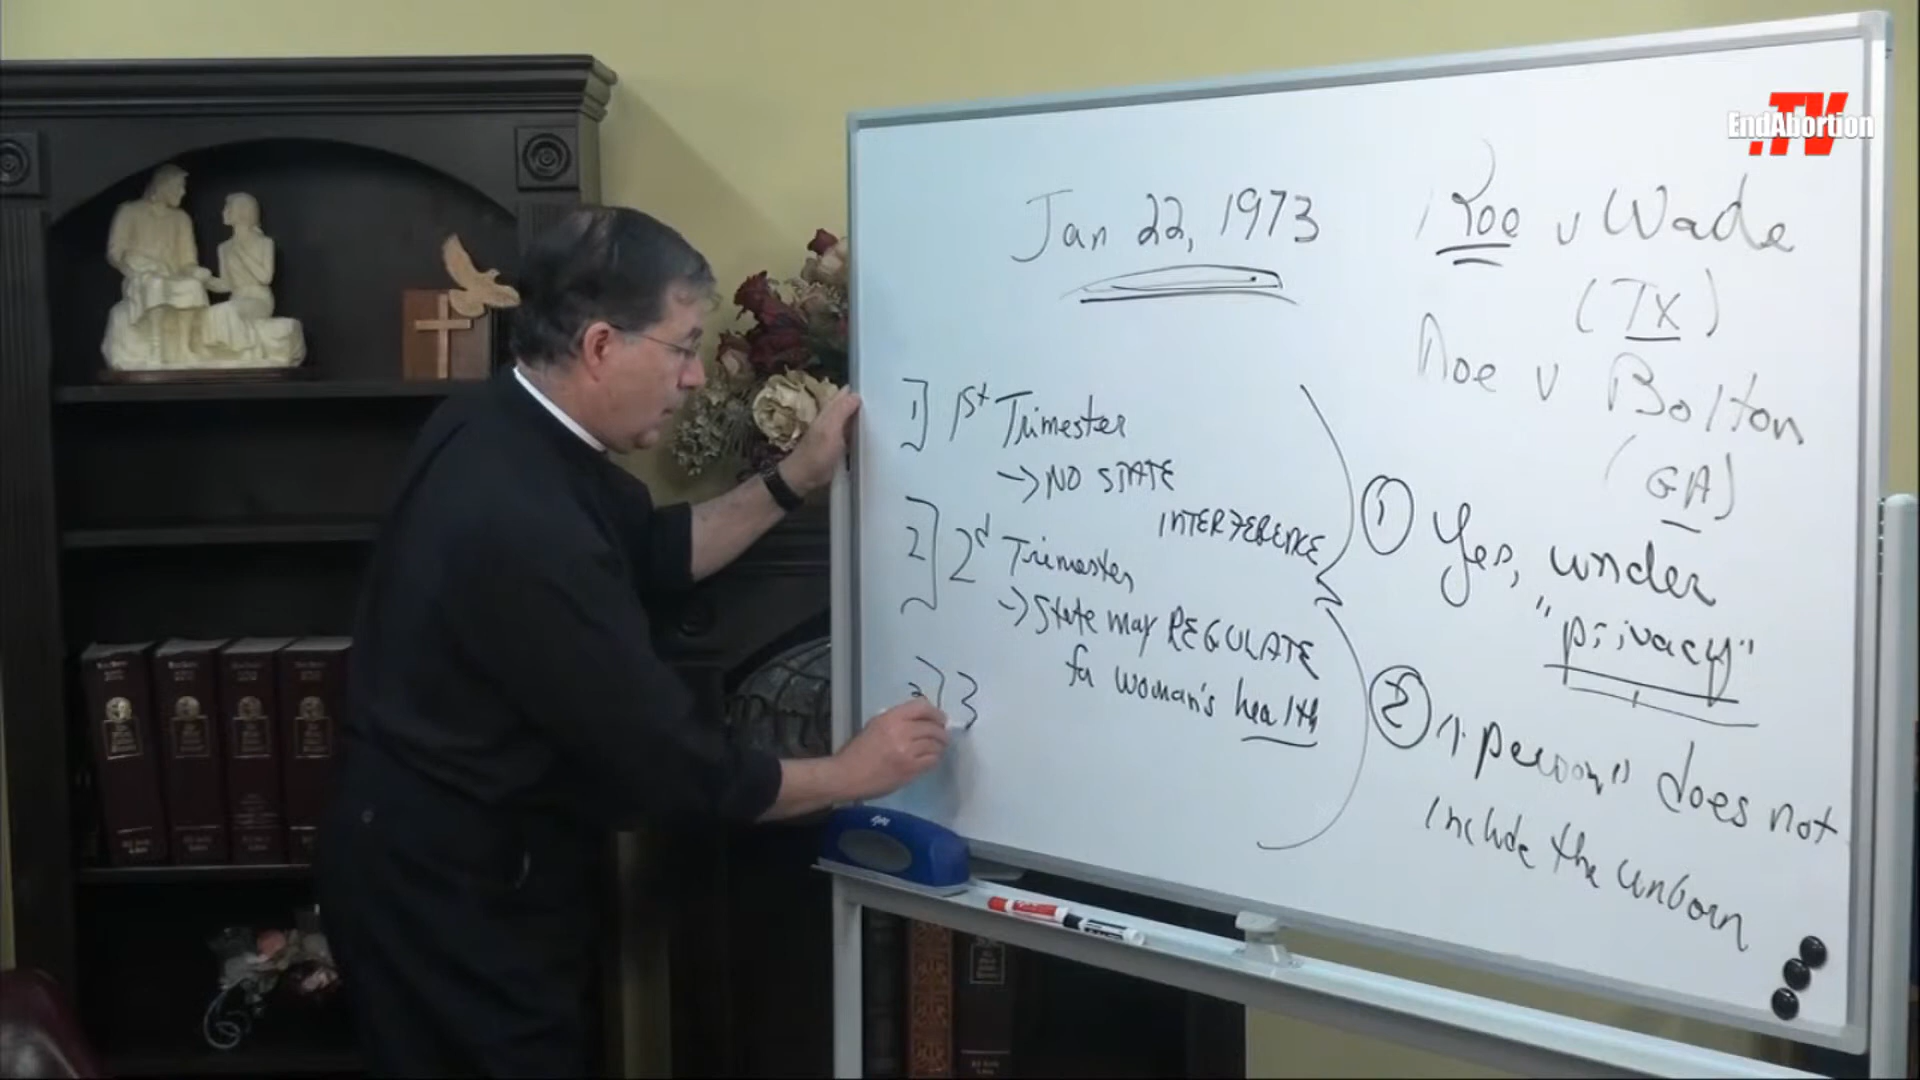 .TV
EndAbortion
Jan 22, 1973
Roe v Wade
(TX)
Doe v Bolton
(GA)
1] 1st Trimester
→ NO STATE
INTERFERENCE
2] 2d Trimester
→ State may REGULATE
for woman's health
3] 3
① Yes, under
"privacy"
② "person" does not
include the unborn